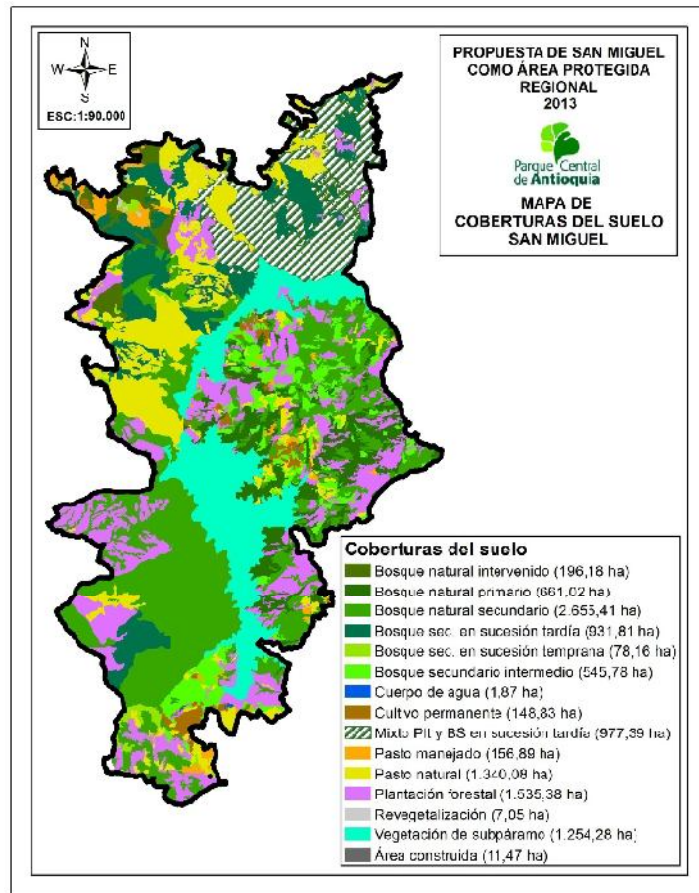 N
W E
S
ESC:1:90.000
PROPUESTA DE SAN MIGUEL
COMO ÁREA PROTEGIDA
REGIONAL
2013
Parque Central
de Antioquia
MAPA DE
COBERTURAS DEL SUELO
SAN MIGUEL
Coberturas del suelo
Bosque natural intervenido (196,18 ha)
Bosque natural primario (661,02 ha)
Bosque natural secundario (2.655,41 ha)
Bosque sec. en sucesión tardía (931,81 ha)
Bosque sec. en sucesión temprana (78,16 ha)
Bosque secundario intermedio (545,78 ha)
Cuerpo de agua (1,87 ha)
Cultivo permanente (148,83 ha)
Mixto Plt y BS en sucesión tardía (977,39 ha)
Pasto manejado (156,89 ha)
Pasto natural (1.340,08 ha)
Plantación forestal (1.535,38 ha)
Revegetalización (7,05 ha)
Vegetación de subpáramo (1.254,28 ha)
Área construida (11,47 ha)